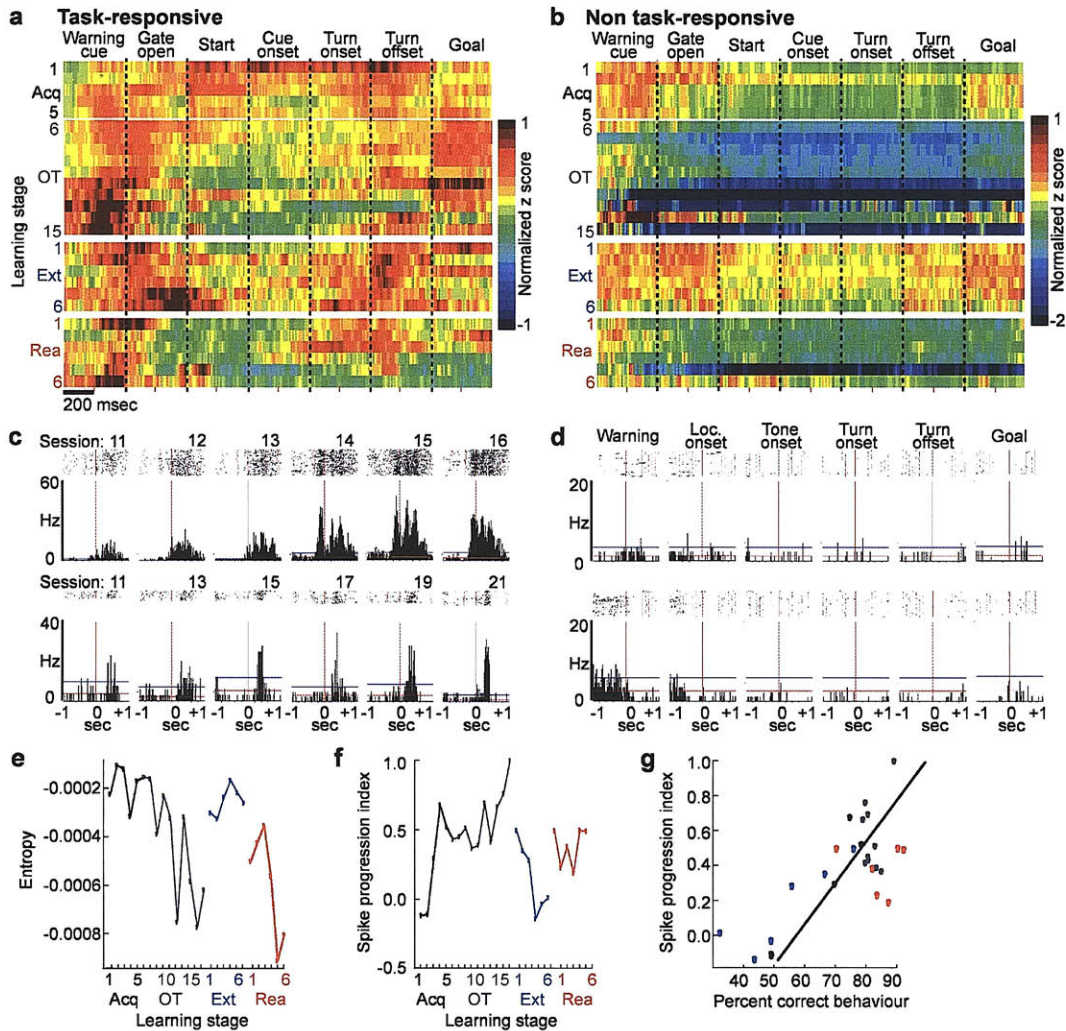 a Task-responsive
Warning cue Gate open Start Cue onset Turn onset Turn offset Goal
1
Acq
5
6
OT
15
1
Ext
6
1
Rea
6
Learning stage
200 msec
1
Normalized z score
-1
b Non task-responsive
Warning cue Gate open Start Cue onset Turn onset Turn offset Goal
1
Acq
5
6
OT
15
1
Ext
6
1
Rea
6
1
Normalized z score
-2
c
Session: 11 12 13 14 15 16
60
Hz
0
Session: 11 13 15 17 19 21
40
Hz
0
-1 0 +1 -1 0 +1 -1 0 +1 -1 0 +1 -1 0 +1 -1 0 +1
sec sec sec sec sec sec
d
Warning Loc. onset Tone onset Turn onset Turn offset Goal
20
Hz
0
20
Hz
0
-1 0 +1 -1 0 +1 -1 0 +1 -1 0 +1 -1 0 +1 -1 0 +1
sec sec sec sec sec sec
e
-0.0002
-0.0004
-0.0006
-0.0008
Entropy
1 5 10 15 1 6 1 6
Acq OT Ext Rea
Learning stage
f
1.0
0.5
0.0
-0.5
Spike progression index
1 5 10 15 1 6 1 6
Acq OT Ext Rea
Learning stage
g
1.0
0.8
0.6
0.4
0.2
0.0
Spike progression index
40 50 60 70 80 90
Percent correct behaviour